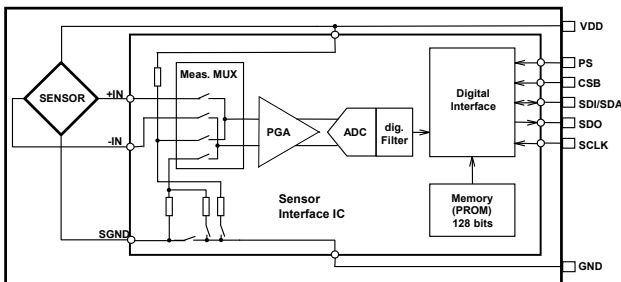 VDD
PS
Meas. MUX
+IN
SENSOR
Digital
Interface
CSB
SDI/SDA
PGA
ADC
dig.
Filter
SDO
-IN
SCLK
Sensor
Interface IC
Memory
(PROM)
128 bits
SGND
GND